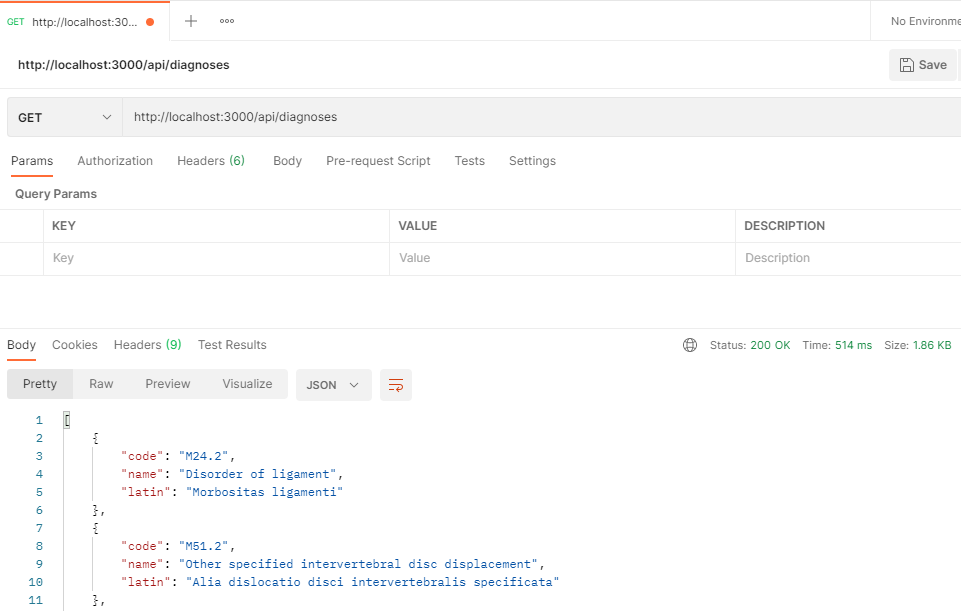 GET http://localhost:30... No Environme
http://localhost:3000/api/diagnoses Save
GET http://localhost:3000/api/diagnoses
Params Authorization Headers (6) Body Pre-request Script Tests Settings
Query Params
KEY VALUE DESCRIPTION
Key Value Description
Body Cookies Headers (9) Test Results Status: 200 OK Time: 514 ms Size: 1.86 KB
Pretty Raw Preview Visualize JSON
1 [
2 {
3 "code": "M24.2",
4 "name": "Disorder of ligament",
5 "latin": "Morbositas ligamenti"
6 },
7 {
8 "code": "M51.2",
9 "name": "Other specified intervertebral disc displacement",
10 "latin": "Alia dislocatio disci intervertebralis specificata"
11 },